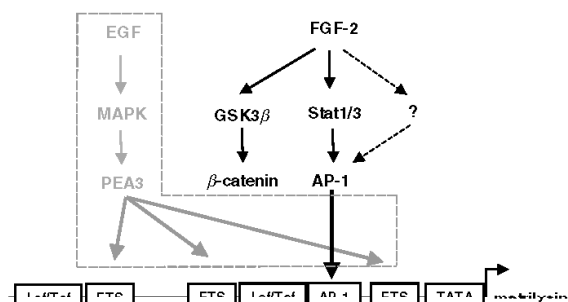 EGF FGF-2
MAPK GSK3β Stat1/3 ?
PEA3 β-catenin AP-1
Lef/Tcf ETS ETS Lef/Tcf AP-1 ETS TATA matrilysin